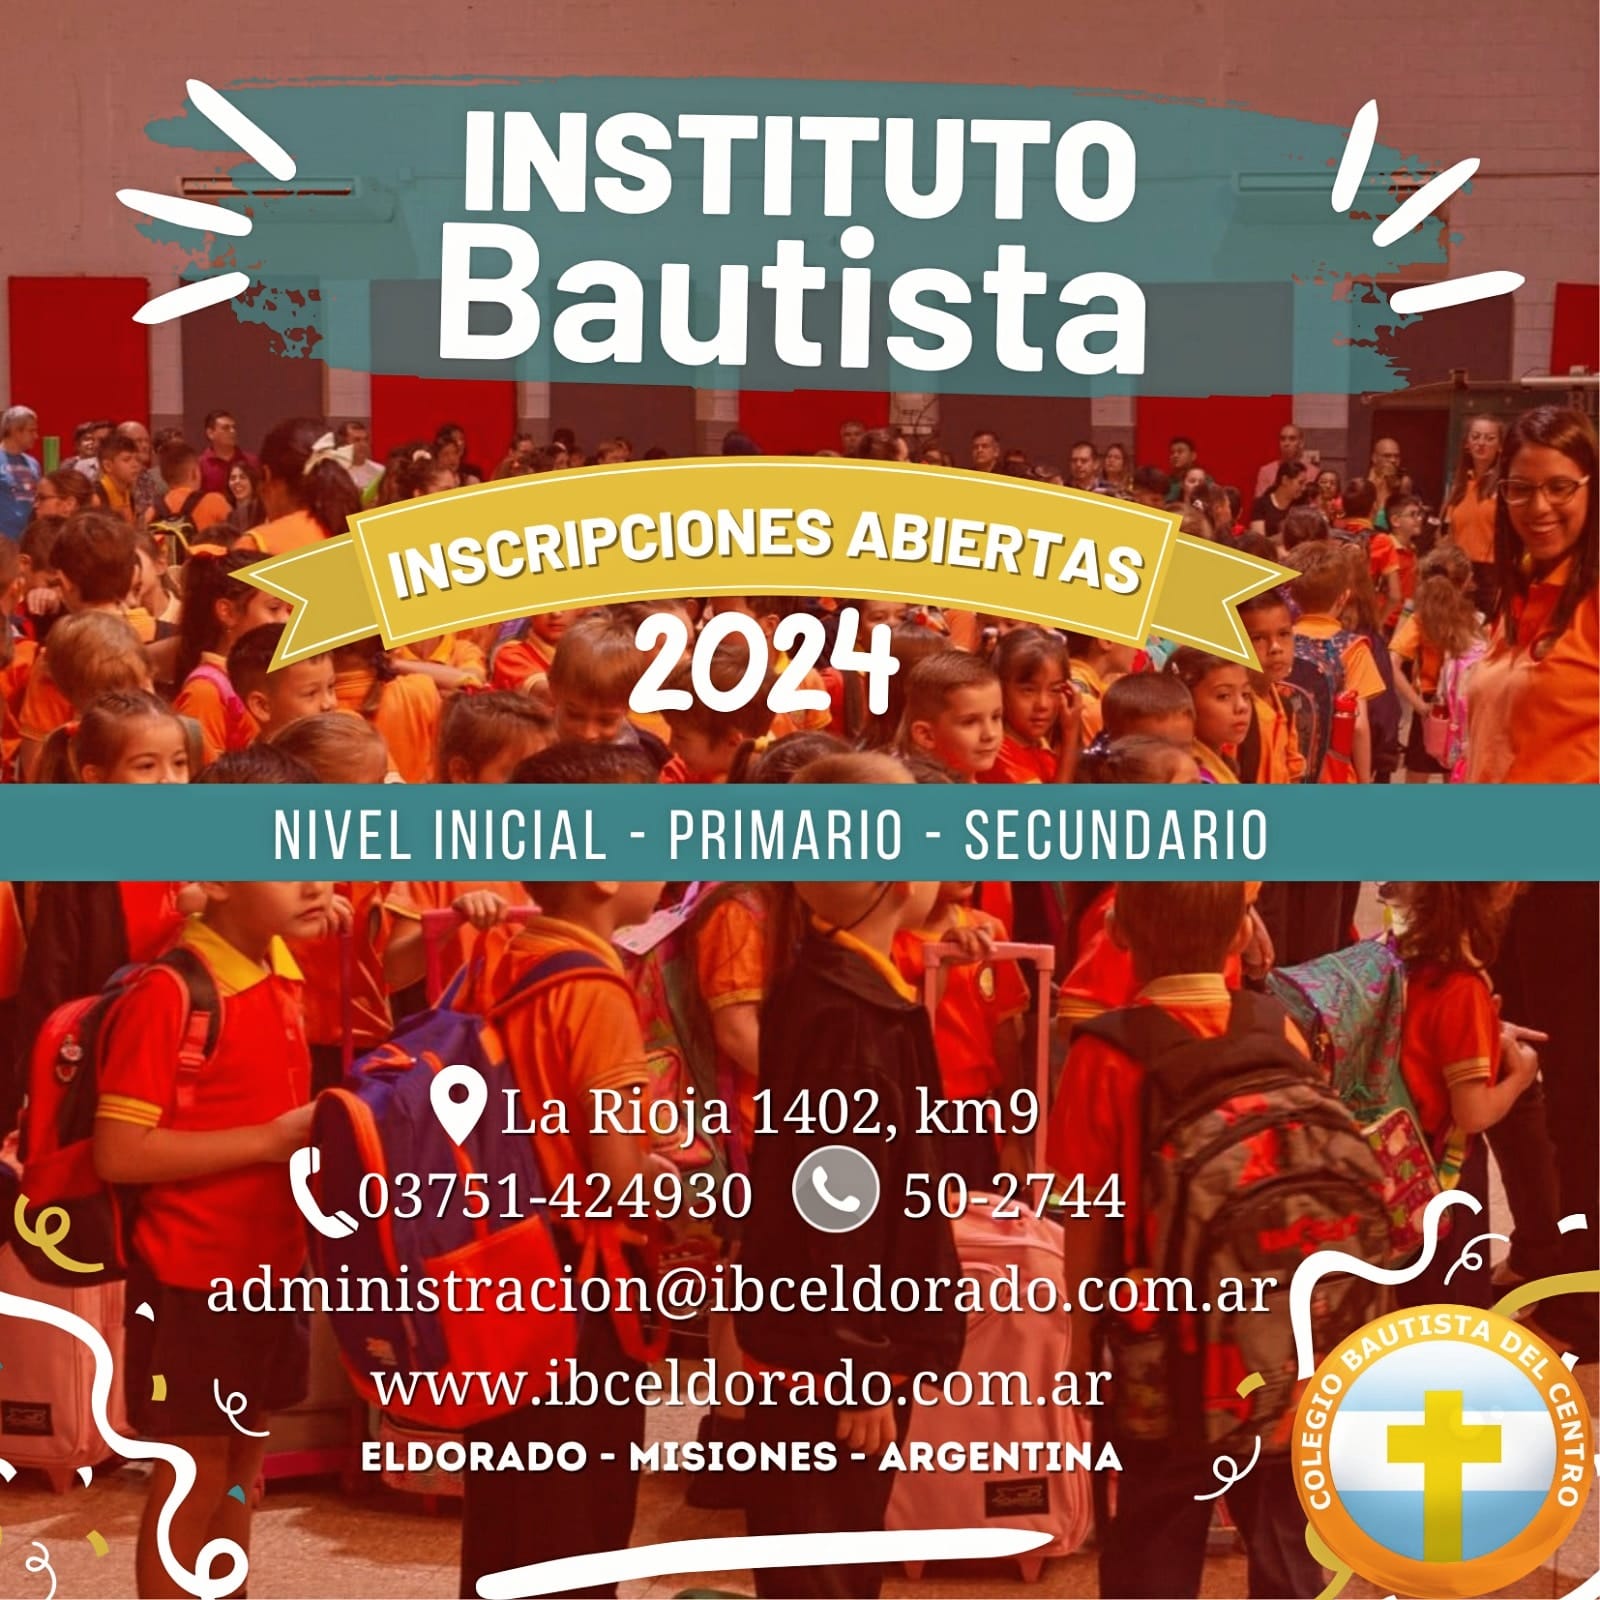 INSTITUTO
Bautista
INSCRIPCIONES ABIERTAS
2024
NIVEL INICIAL - PRIMARIO - SECUNDARIO
La Rioja 1402, km9
03751-424930 50-2744
administracion@ibceldorado.com.ar
www.ibceldorado.com.ar
ELDORADO - MISIONES - ARGENTINA
COLEGIO BAUTISTA DEL CENTRO